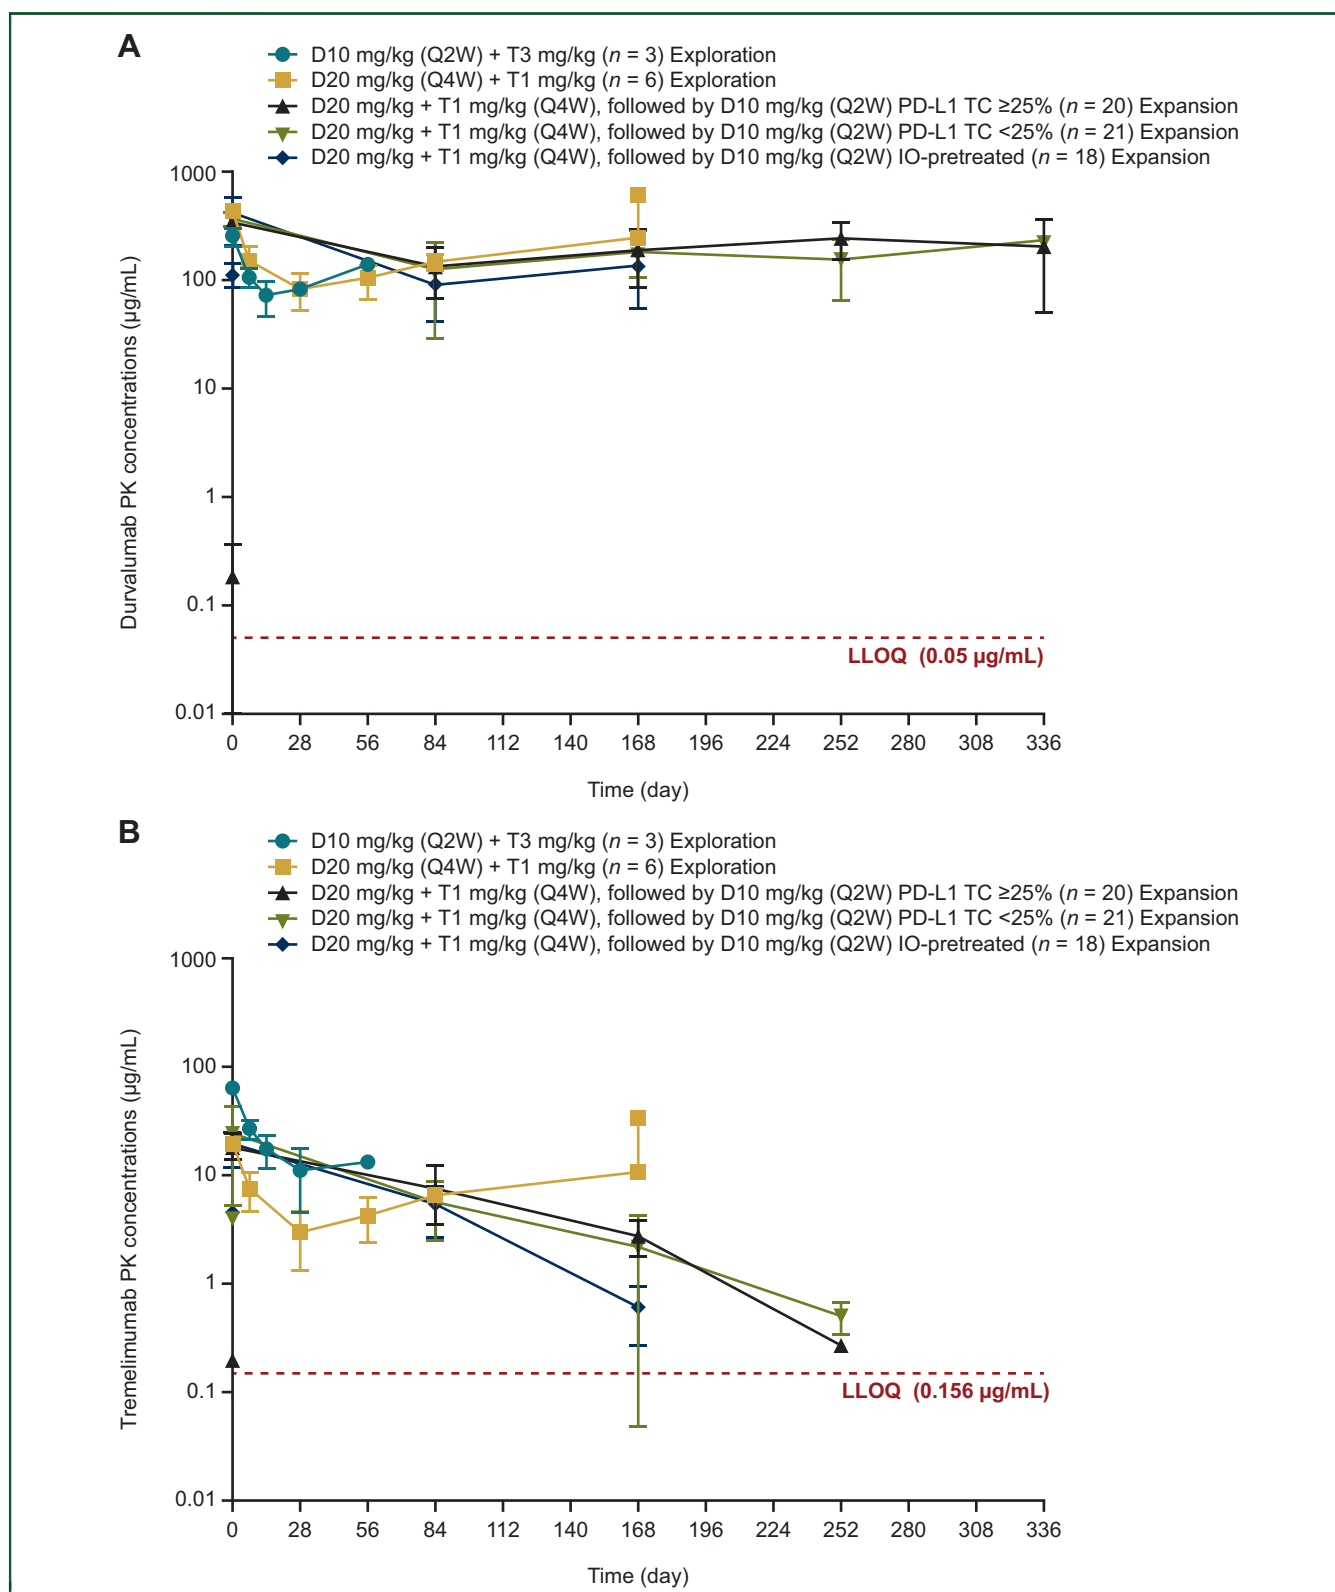 A
D10 mg/kg (Q2W) + T3 mg/kg (n = 3) Exploration
D20 mg/kg (Q4W) + T1 mg/kg (n = 6) Exploration
D20 mg/kg + T1 mg/kg (Q4W), followed by D10 mg/kg (Q2W) PD-L1 TC ≥25% (n = 20) Expansion
D20 mg/kg + T1 mg/kg (Q4W), followed by D10 mg/kg (Q2W) PD-L1 TC <25% (n = 21) Expansion
D20 mg/kg + T1 mg/kg (Q4W), followed by D10 mg/kg (Q2W) IO-pretreated (n = 18) Expansion
Durvalumab PK concentrations (µg/mL)
1000
100
10
1
0.1
0.01
LLOQ (0.05 µg/mL)
0 28 56 84 112 140 168 196 224 252 280 308 336
Time (day)
B
D10 mg/kg (Q2W) + T3 mg/kg (n = 3) Exploration
D20 mg/kg (Q4W) + T1 mg/kg (n = 6) Exploration
D20 mg/kg + T1 mg/kg (Q4W), followed by D10 mg/kg (Q2W) PD-L1 TC ≥25% (n = 20) Expansion
D20 mg/kg + T1 mg/kg (Q4W), followed by D10 mg/kg (Q2W) PD-L1 TC <25% (n = 21) Expansion
D20 mg/kg + T1 mg/kg (Q4W), followed by D10 mg/kg (Q2W) IO-pretreated (n = 18) Expansion
Tremelimumab PK concentrations (µg/mL)
1000
100
10
1
0.1
0.01
LLOQ (0.156 µg/mL)
0 28 56 84 112 140 168 196 224 252 280 308 336
Time (day)